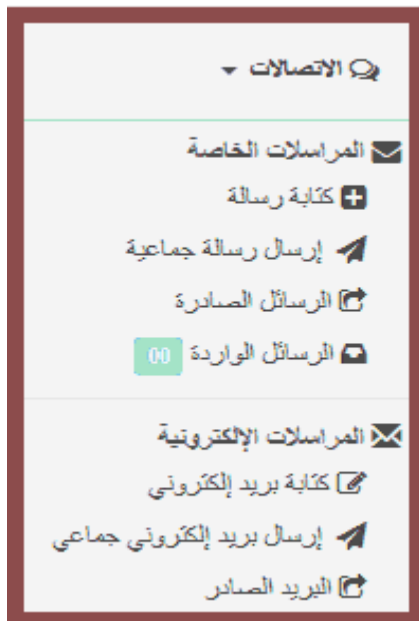 الاتصالات
المراسلات الخاصة
كتابة رسالة
إرسال رسالة جماعية
الرسائل الصادرة
الرسائل الواردة 00
المراسلات الإلكترونية
كتابة بريد إلكتروني
إرسال بريد إلكتروني جماعي
البريد الصادر